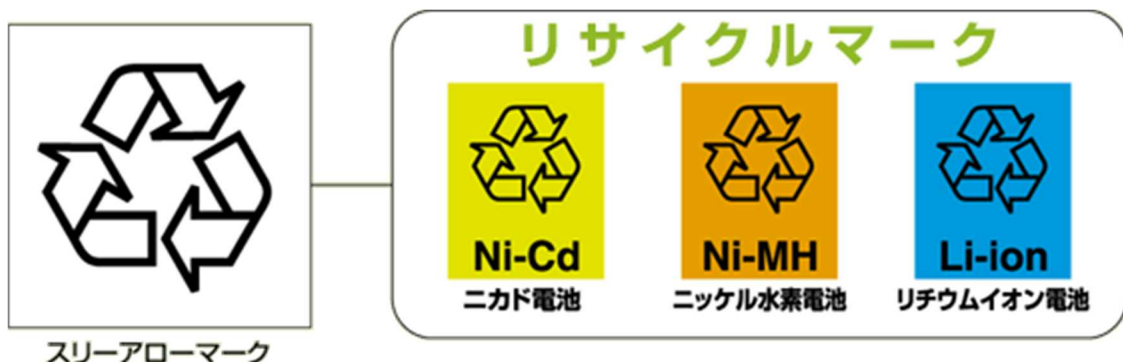 リサイクルマーク
Ni-Cd
ニカド電池
Ni-MH
ニッケル水素電池
Li-ion
リチウムイオン電池
スリーアローマーク